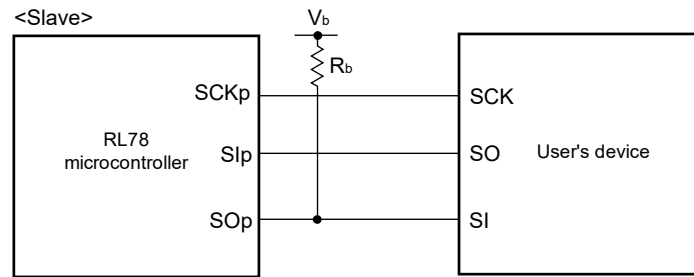 <Slave>
Vb
Rb
SCKp
SCK
RL78
microcontroller
SIp
SO
User's device
SOp
SI